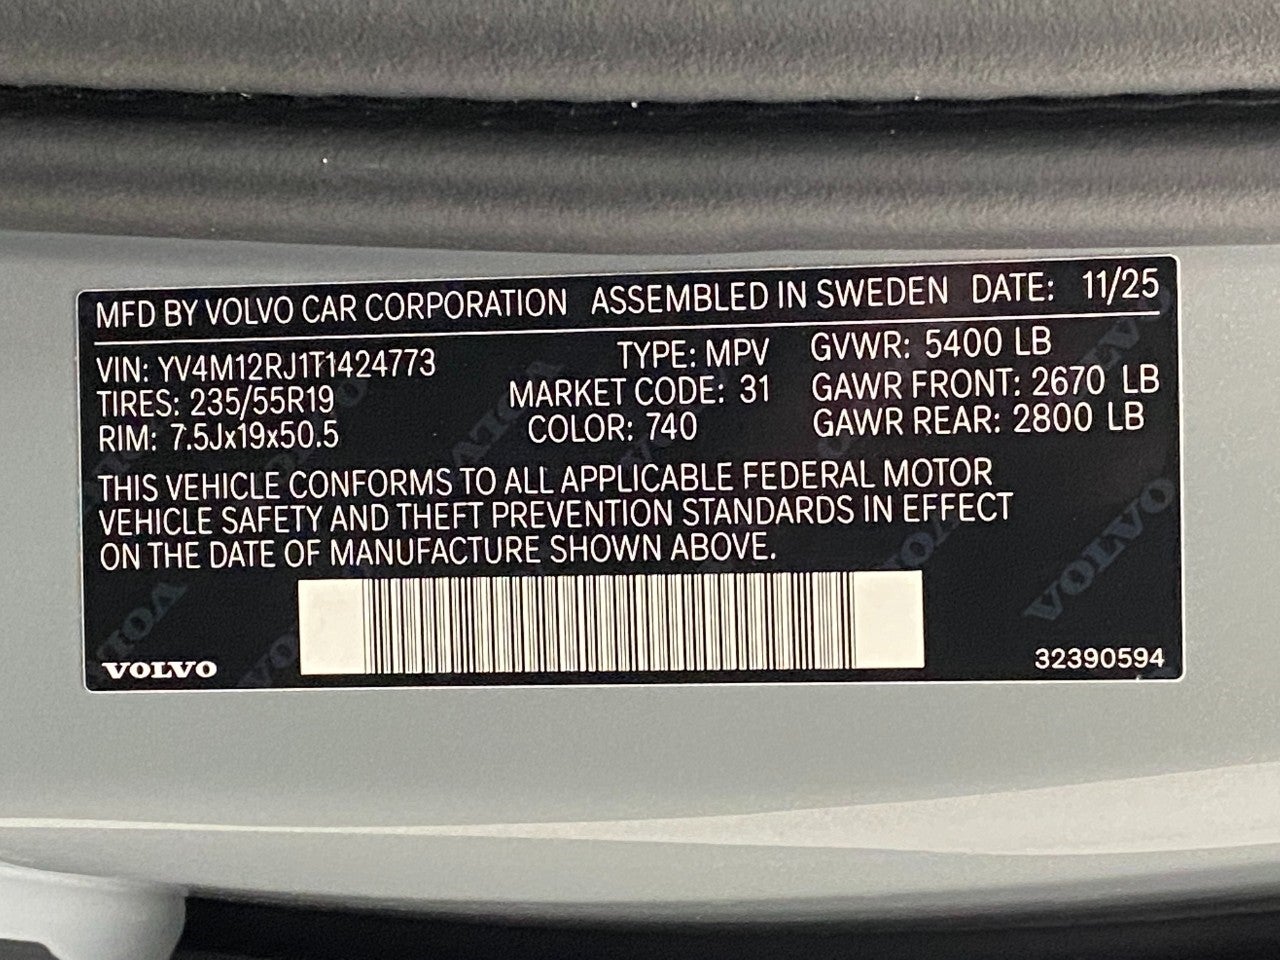 MFD BY VOLVO CAR CORPORATION ASSEMBLED IN SWEDEN DATE: 11/25
VIN: YV4M12RJ1T1424773 TYPE: MPV GVWR: 5400 LB
TIRES: 235/55R19 MARKET CODE: 31 GAWR FRONT: 2670 LB
RIM: 7.5Jx19x50.5 COLOR: 740 GAWR REAR: 2800 LB
THIS VEHICLE CONFORMS TO ALL APPLICABLE FEDERAL MOTOR
VEHICLE SAFETY AND THEFT PREVENTION STANDARDS IN EFFECT
ON THE DATE OF MANUFACTURE SHOWN ABOVE.
VOLVO 32390594